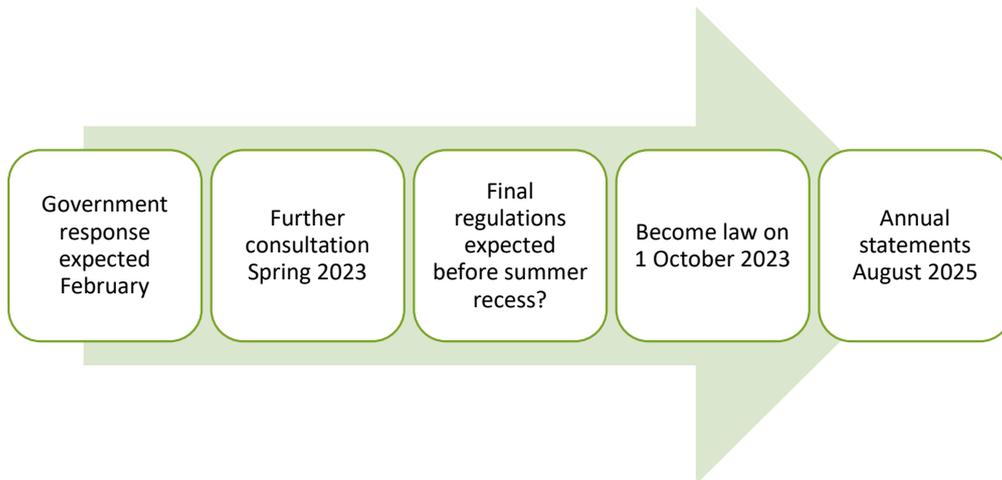 Government
response
expected
February
Further
consultation
Spring 2023
Final
regulations
expected
before summer
recess?
Become law on
1 October 2023
Annual
statements
August 2025